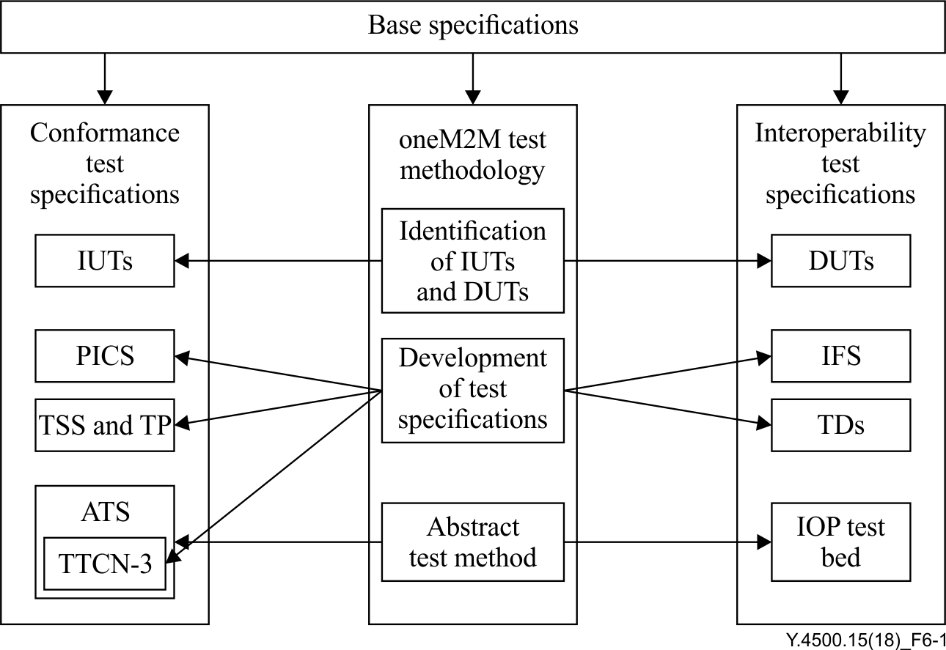 Base specifications
Conformance
test
specifications
IUTs
PICS
TSS and TP
ATS
TTCN-3
oneM2M test
methodology
Identification
of IUTs
and DUTs
Development
of test
specifications
Abstract
test method
Interoperability
test
specifications
DUTs
IFS
TDs
IOP test
bed
Y.4500.15(18)_F6-1